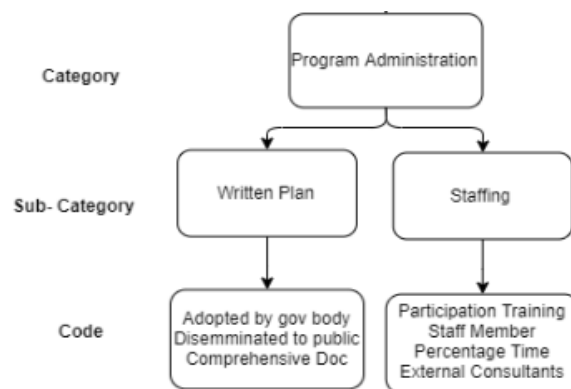 Category
Program Administration
Sub- Category
Written Plan
Staffing
Code
Adopted by gov body
Disemminated to public
Comprehensive Doc
Participation Training
Staff Member
Percentage Time
External Consultants